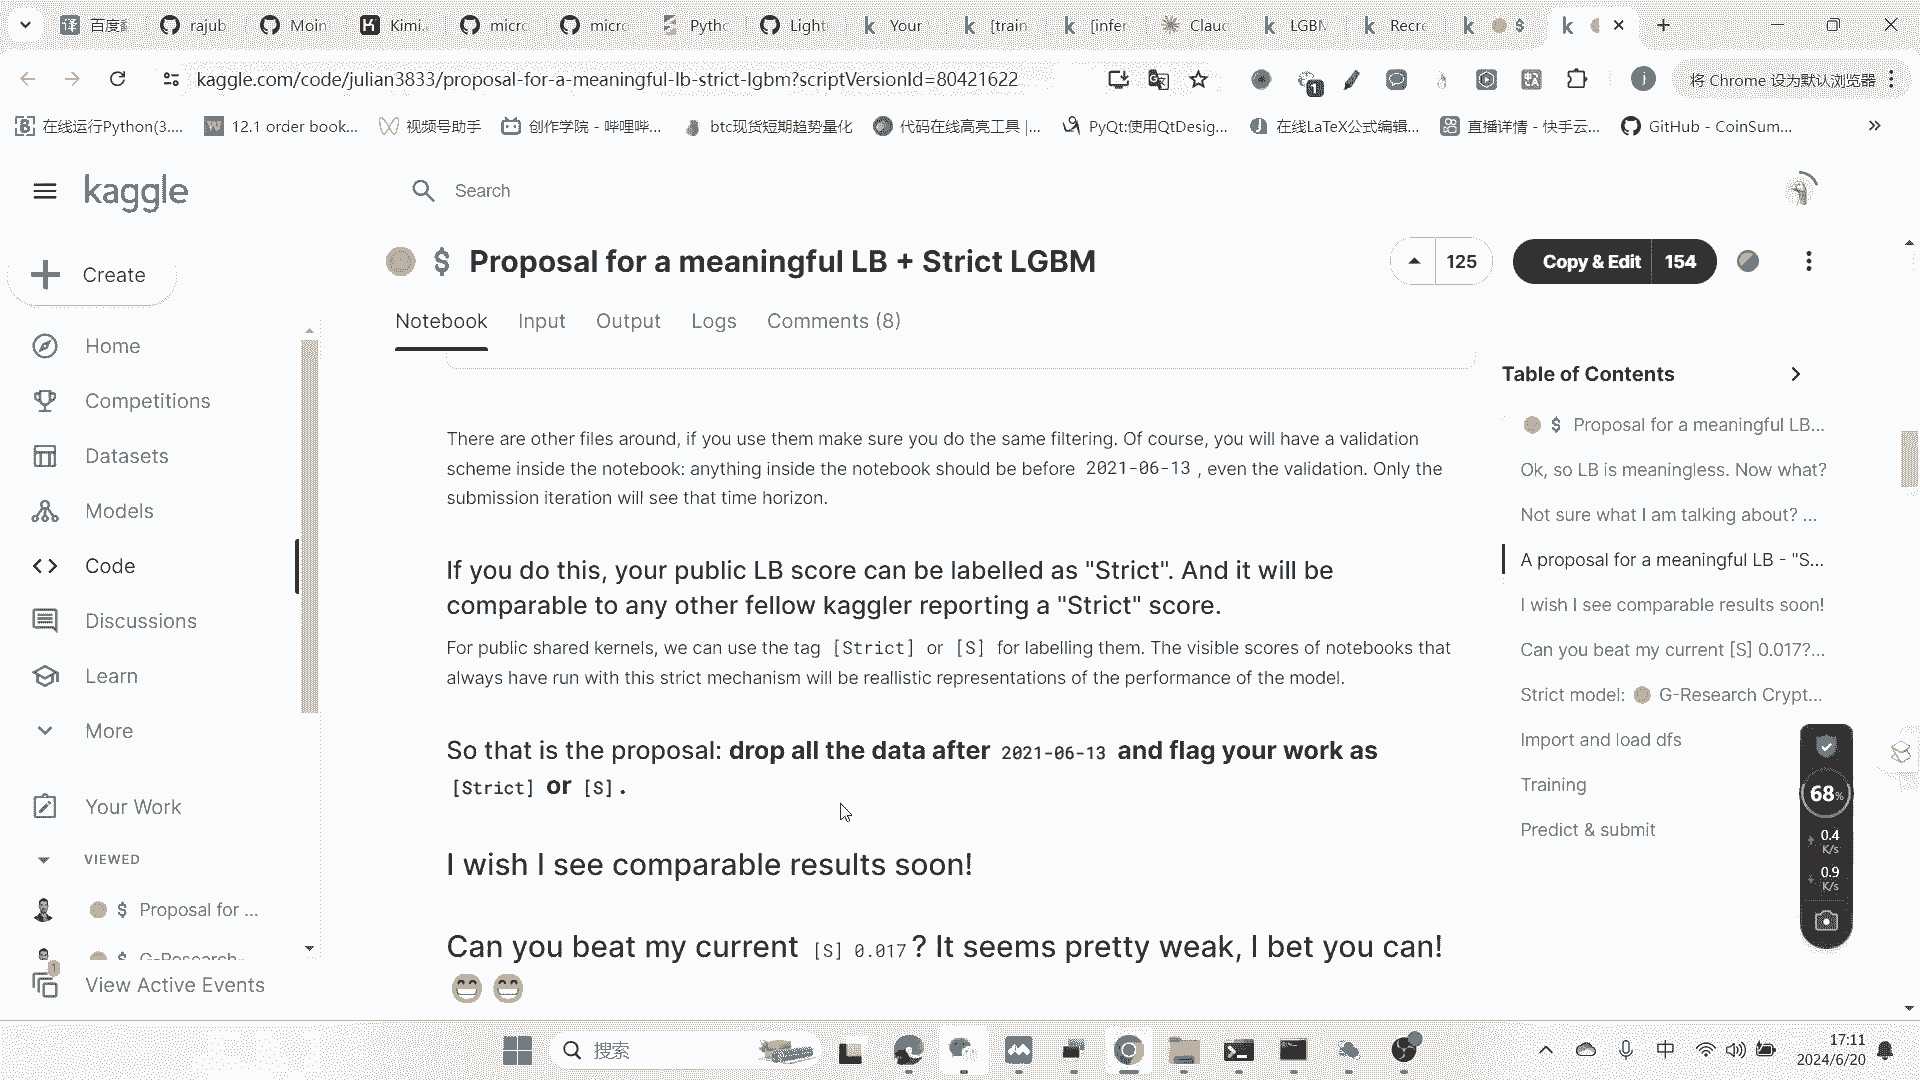 百度翻
rajub
Moin
Kimi.
micro
micro
Pytho
Light
Your
[train
[infer
Claud
LGBM
Recre
$
kaggle.com/code/julian3833/proposal-for-a-meaningful-lb-strict-lgbm?scriptVersionId=80421622
1
j
将 Chrome 设为默认浏览器
在线运行Python(3....
12.1 order book...
视频号助手
创作学院 - 哔哩哔...
btc现货短期趋势量化
代码在线高亮工具 |...
PyQt:使用QtDesig...
在线LaTeX公式编辑...
直播详情 - 快手云...
GitHub - CoinSum...
kaggle
Search
Create
Home
Competitions
Datasets
Models
Code
Discussions
Learn
More
Your Work
VIEWED
$ Proposal for ...
$ G-Research-
1
View Active Events
$ Proposal for a meaningful LB + Strict LGBM
125
Copy & Edit 154
Notebook
Input
Output
Logs
Comments (8)
There are other files around, if you use them make sure you do the same filtering. Of course, you will have a validation
scheme inside the notebook: anything inside the notebook should be before 2021-06-13 , even the validation. Only the
submission iteration will see that time horizon.
If you do this, your public LB score can be labelled as "Strict". And it will be
comparable to any other fellow kaggler reporting a "Strict" score.
For public shared kernels, we can use the tag [Strict] or [S] for labelling them. The visible scores of notebooks that
always have run with this strict mechanism will be reallistic representations of the performance of the model.
So that is the proposal: drop all the data after 2021-06-13 and flag your work as
[Strict] or [S].
I wish I see comparable results soon!
Can you beat my current [S] 0.017? It seems pretty weak, I bet you can!
Table of Contents
$ Proposal for a meaningful LB...
Ok, so LB is meaningless. Now what?
Not sure what I am talking about? ...
A proposal for a meaningful LB - "S...
I wish I see comparable results soon!
Can you beat my current [S] 0.017?...
Strict model: G-Research Crypt...
Import and load dfs
Training
Predict & submit
68%
0.4
K/s
0.9
K/s
搜索
中
17:11
2024/6/20